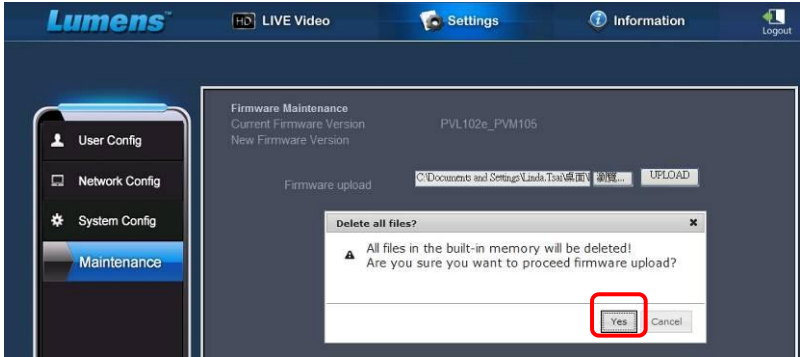 Lumens™
HD LIVE Video
Settings
Information
Logout
Firmware Maintenance
Current Firmware Version PVL102e_PVM105
New Firmware Version
User Config
Network Config
System Config
Maintenance
Firmware upload C:\Documents and Settings\Linda.Tsai\桌面\ 瀏覽... UPLOAD
Delete all files?
All files in the built-in memory will be deleted!
Are you sure you want to proceed firmware upload?
Yes Cancel